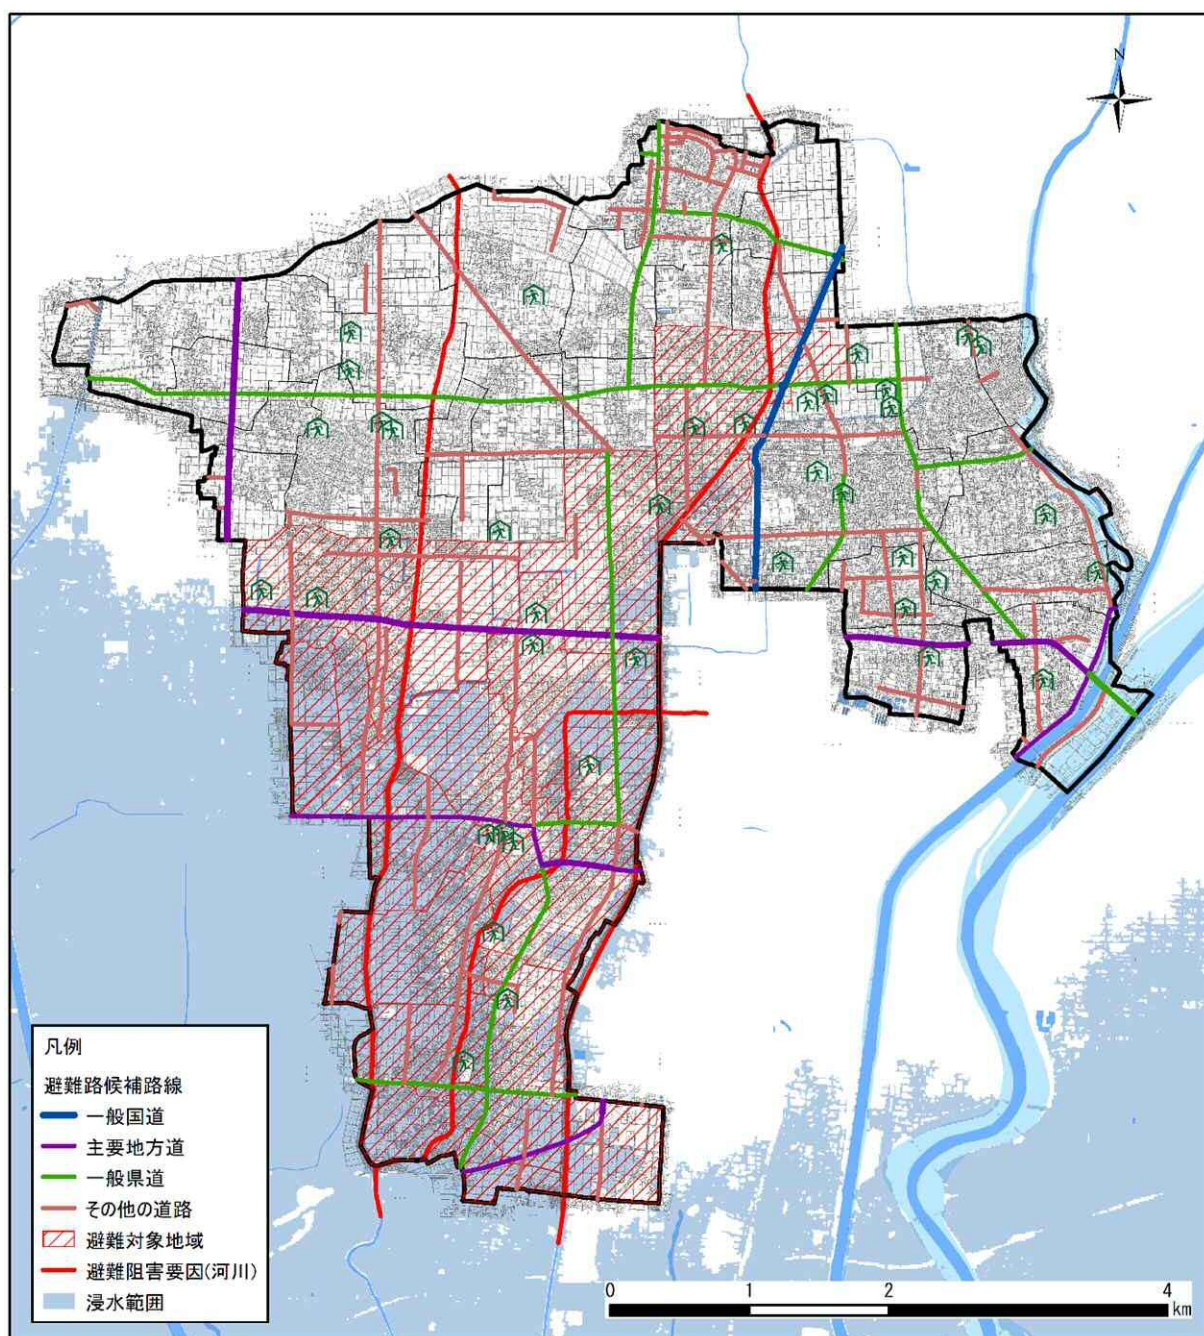 N
凡例
避難路候補路線
一般国道
主要地方道
一般県道
その他の道路
避難対象地域
避難阻害要因(河川)
浸水範囲
0 1 2 4
km